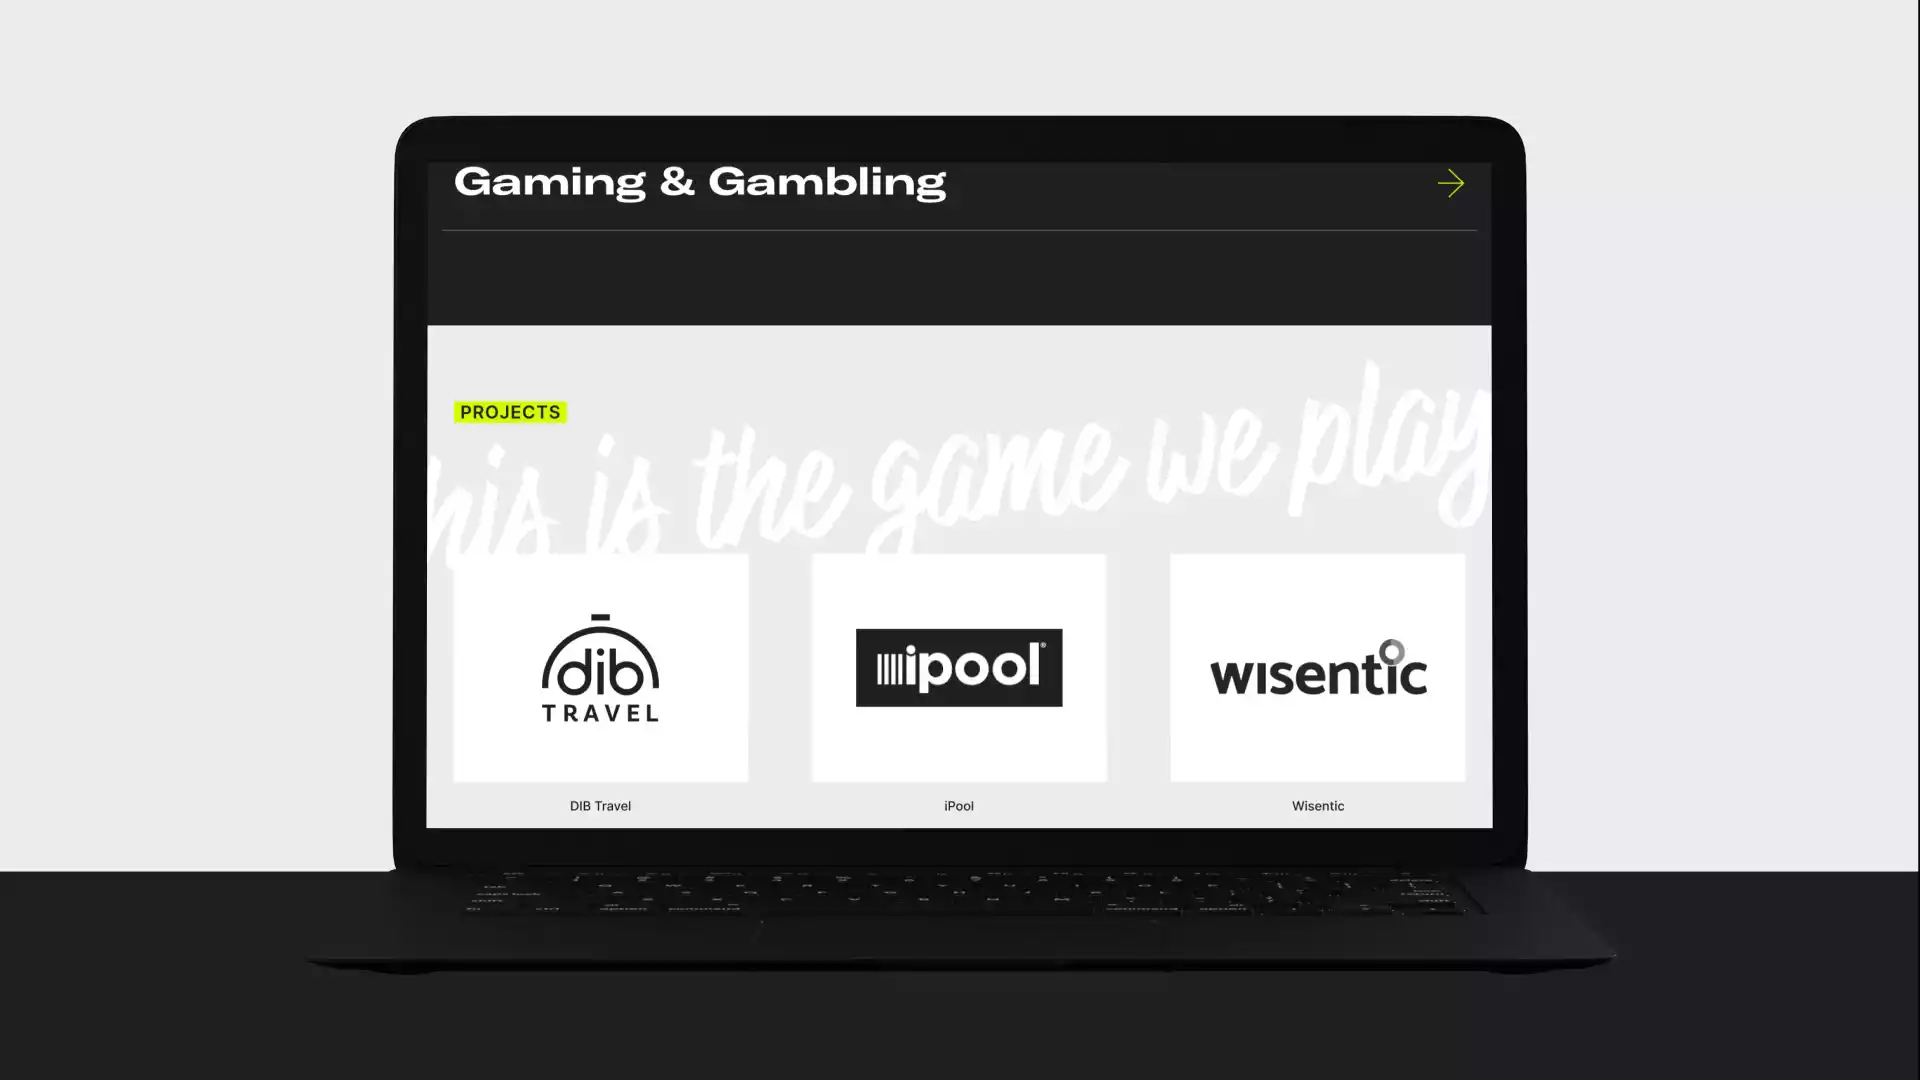 Gaming & Gambling
PROJECTS
his is the game we play
dib
TRAVEL
ipool®
wisentic
DIB Travel
iPool
Wisentic